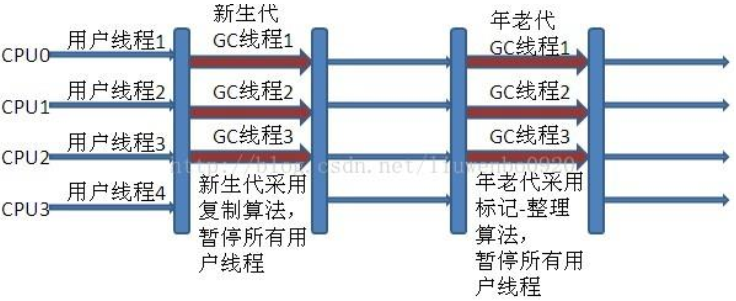 新生代
年老代
CPU0
用户线程1
GC线程1
GC线程1
CPU1
用户线程2
GC线程2
GC线程2
CPU2
用户线程3
GC线程3
GC线程3
CPU3
用户线程4
新生代采用
复制算法，
暂停所有用
户线程
年老代采用
标记-整理
算法，
暂停所有用
户线程